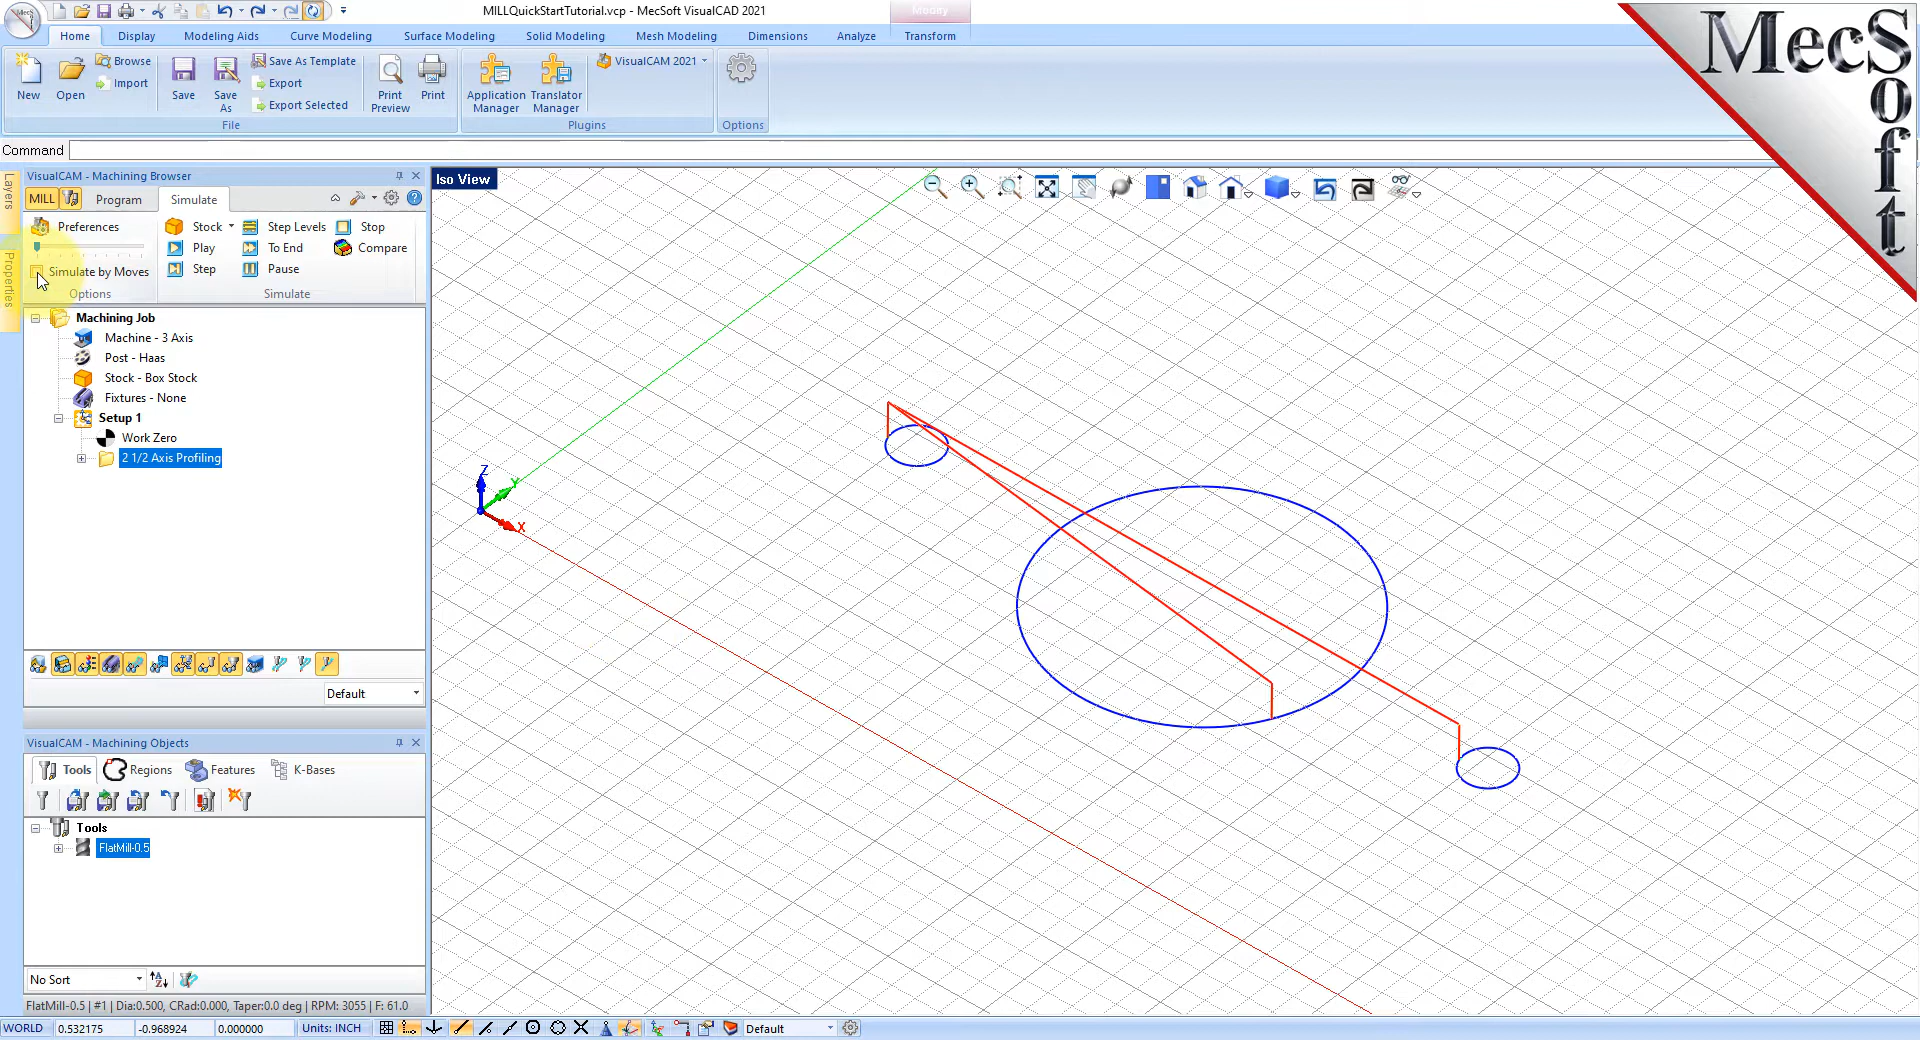 MILLQuickStartTutorial.vcp - MecSoft VisualCAD 2021
Modify
Home Display Modeling Aids Curve Modeling Surface Modeling Solid Modeling Mesh Modeling Dimensions Analyze Transform
New Open Browse Import Save Save As Save As Template Export Export Selected Print Preview Print Application Manager Translator Manager VisualCAM 2021
File Plugins Options
Command
MecSoft
Layers
Properties
VisualCAM - Machining Browser
MILL Program Simulate
Preferences Stock Step Levels Stop
Play To End Compare
Simulate by Moves Step Pause
Options Simulate
Machining Job
Machine - 3 Axis
Post - Haas
Stock - Box Stock
Fixtures - None
Setup 1
Work Zero
2 1/2 Axis Profiling
Default
VisualCAM - Machining Objects
Tools Regions Features K-Bases
Tools
FlatMill-0.5
No Sort
FlatMill-0.5 | #1 | Dia:0.500, CRad:0.000, Taper:0.0 deg | RPM: 3055 | F: 61.0
Iso View
Z
Y
X
WORLD 0.532175 -0.968924 0.000000 Units: INCH Default